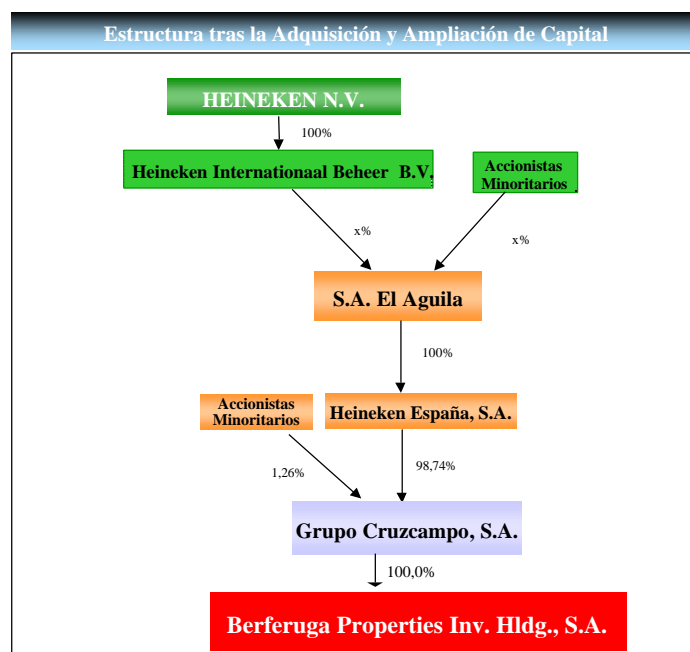 Estructura tras la Adquisición y Ampliación de Capital
HEINEKEN N.V.
100%
Heineken Internationaal Beheer B.V.
Accionistas
Minoritarios
x%
x%
S.A. El Aguila
100%
Accionistas
Minoritarios
Heineken España, S.A.
1,26%
98,74%
Grupo Cruzcampo, S.A.
100,0%
Berferuga Properties Inv. Hldg., S.A.